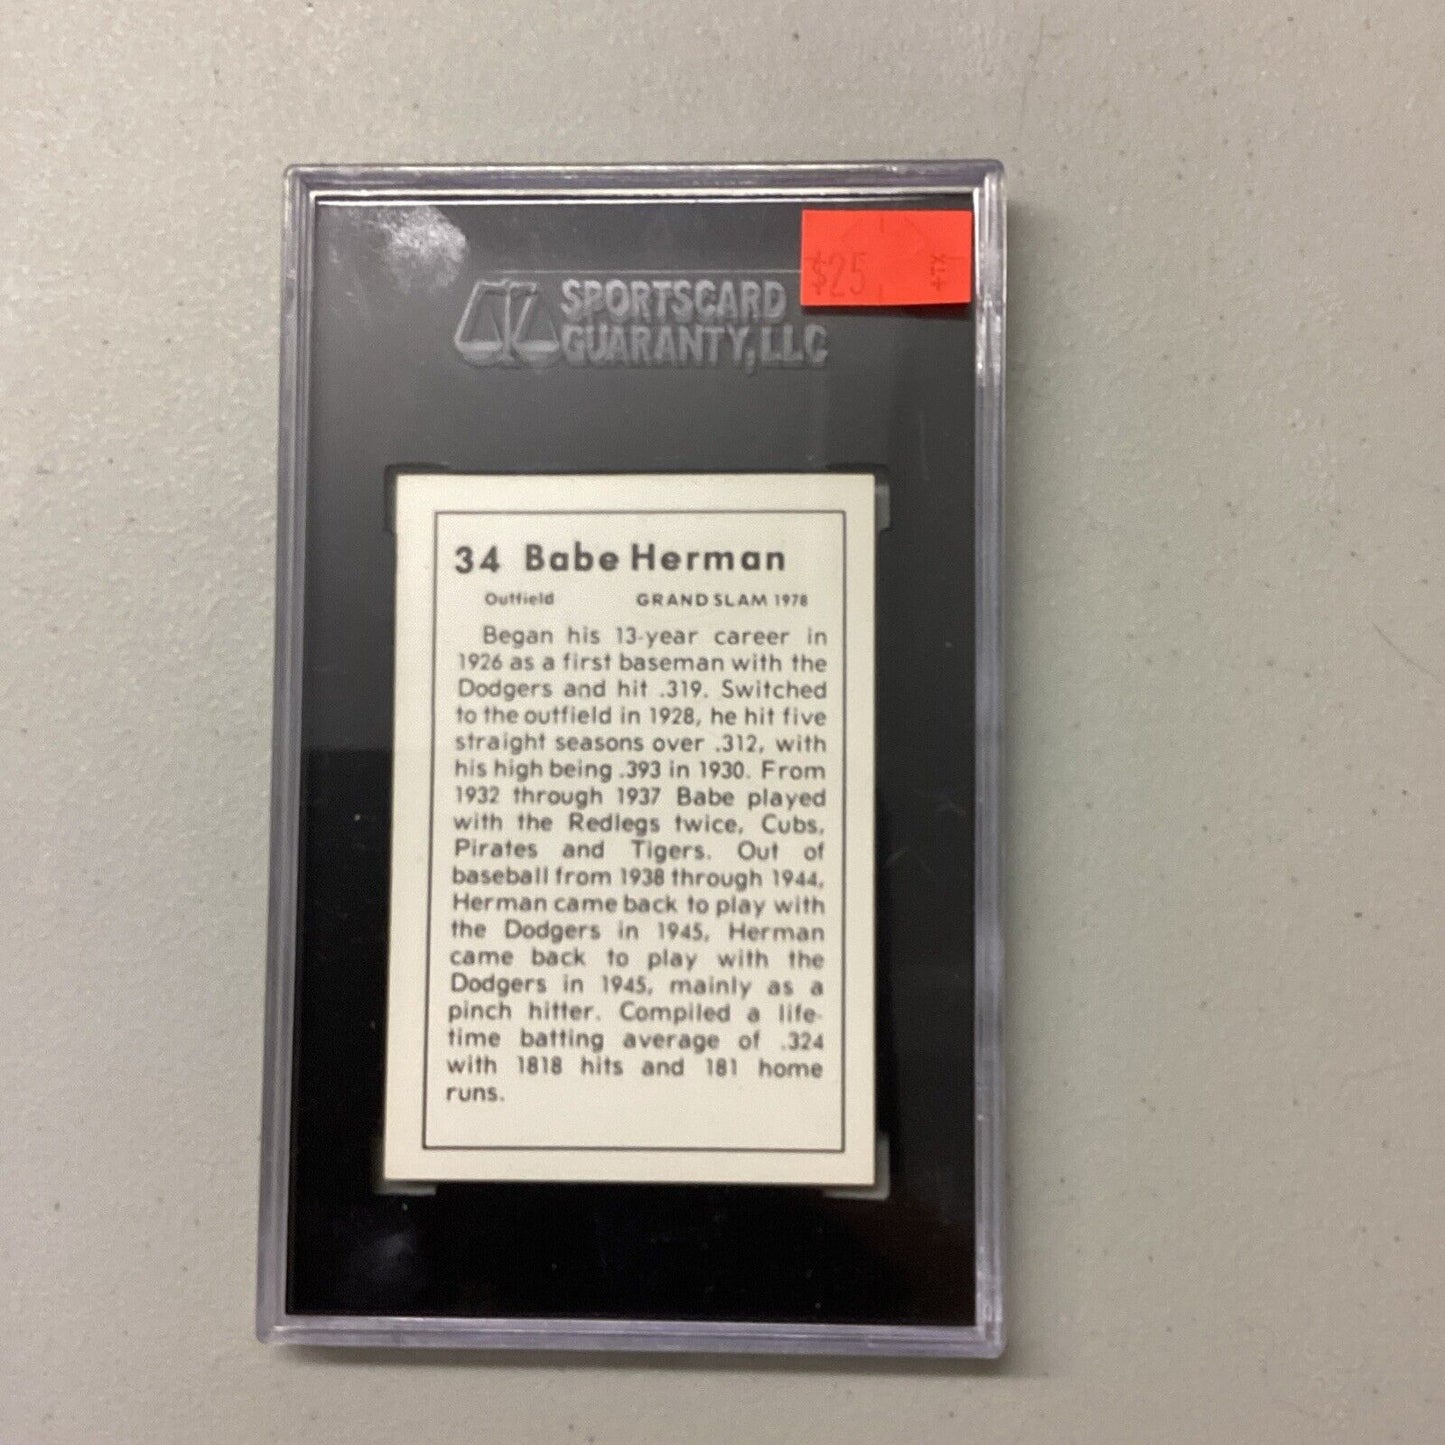 $25
+TX
SPORTSCARD
GUARANTY, LLC
34 Babe Herman
Outfield GRAND SLAM 1978
Began his 13-year career in
1926 as a first baseman with the
Dodgers and hit .319. Switched
to the outfield in 1928, he hit five
straight seasons over .312, with
his high being .393 in 1930. From
1932 through 1937 Babe played
with the Redlegs twice, Cubs,
Pirates and Tigers. Out of
baseball from 1938 through 1944,
Herman came back to play with
the Dodgers in 1945, Herman
came back to play with the
Dodgers in 1945, mainly as a
pinch hitter. Compiled a life-
time batting average of .324
with 1818 hits and 181 home
runs.